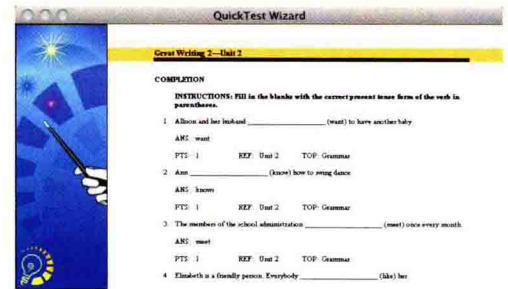 QuickTest Wizard
Great Writing 2—Unit 2
COMPLETION
INSTRUCTIONS: Fill in the blanks with the correct present tense form of the verb in
parentheses.
1. Allison and her husband ____________________ (want) to have another baby.
ANS: want
PTS: 1 REF: Unit 2 TOP: Grammar
2. Ann ____________________ (know) how to swing dance.
ANS: knows
PTS: 1 REF: Unit 2 TOP: Grammar
3. The members of the school administration ____________________ (meet) once every month.
ANS: meet
PTS: 1 REF: Unit 2 TOP: Grammar
4. Elizabeth is a friendly person. Everybody ____________________ (like) her.